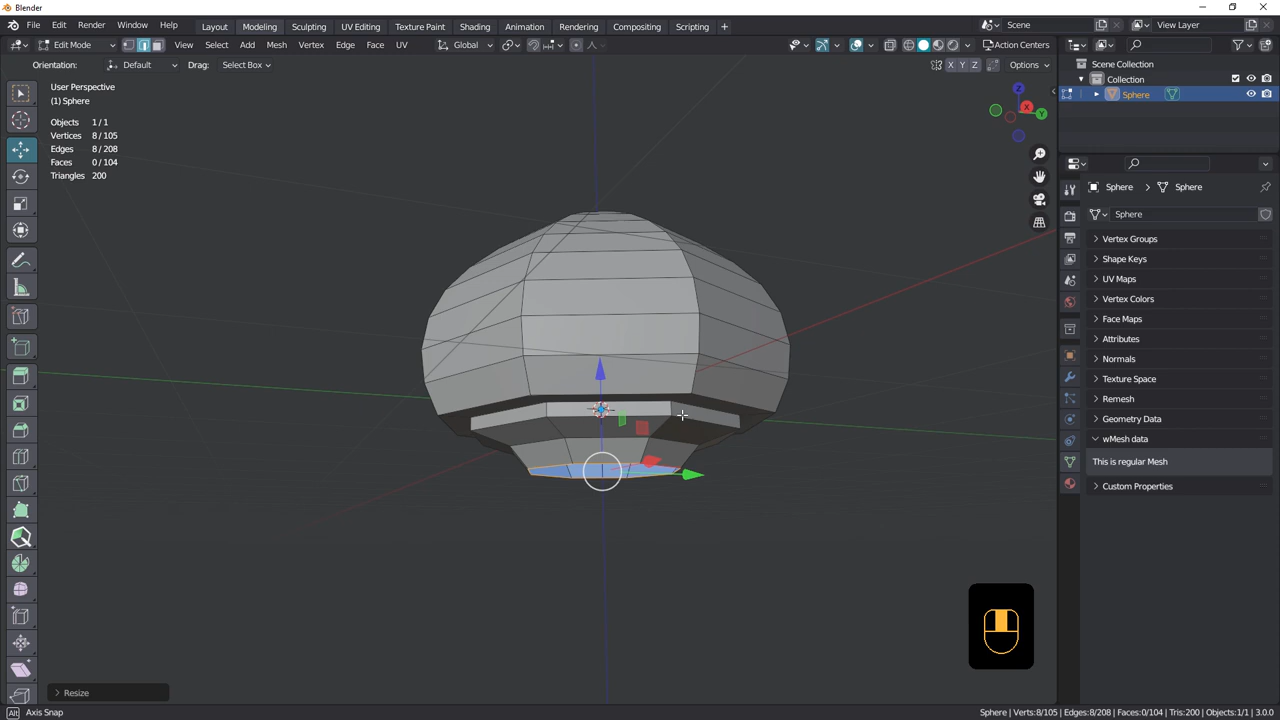 Blender
File Edit Render Window Help Layout Modeling Sculpting UV Editing Texture Paint Shading Animation Rendering Compositing Scripting + Scene View Layer
Edit Mode View Select Add Mesh Vertex Edge Face UV Global Action Centers
Orientation: Default Drag: Select Box X Y Z Options
Scene Collection
Collection
Sphere
User Perspective
(1) Sphere
Objects 1 / 1
Vertices 8 / 105
Edges 8 / 208
Faces 0 / 104
Triangles 200
Z
X
Y
Sphere Sphere
Sphere
Vertex Groups
Shape Keys
UV Maps
Vertex Colors
Face Maps
Attributes
Normals
Texture Space
Remesh
Geometry Data
wMesh data
This is regular Mesh
Custom Properties
Resize
Alt Axis Snap
Sphere | Verts:8/105 | Edges:8/208 | Faces:0/104 | Tris:200 | Objects:1/1 | 3.0.0